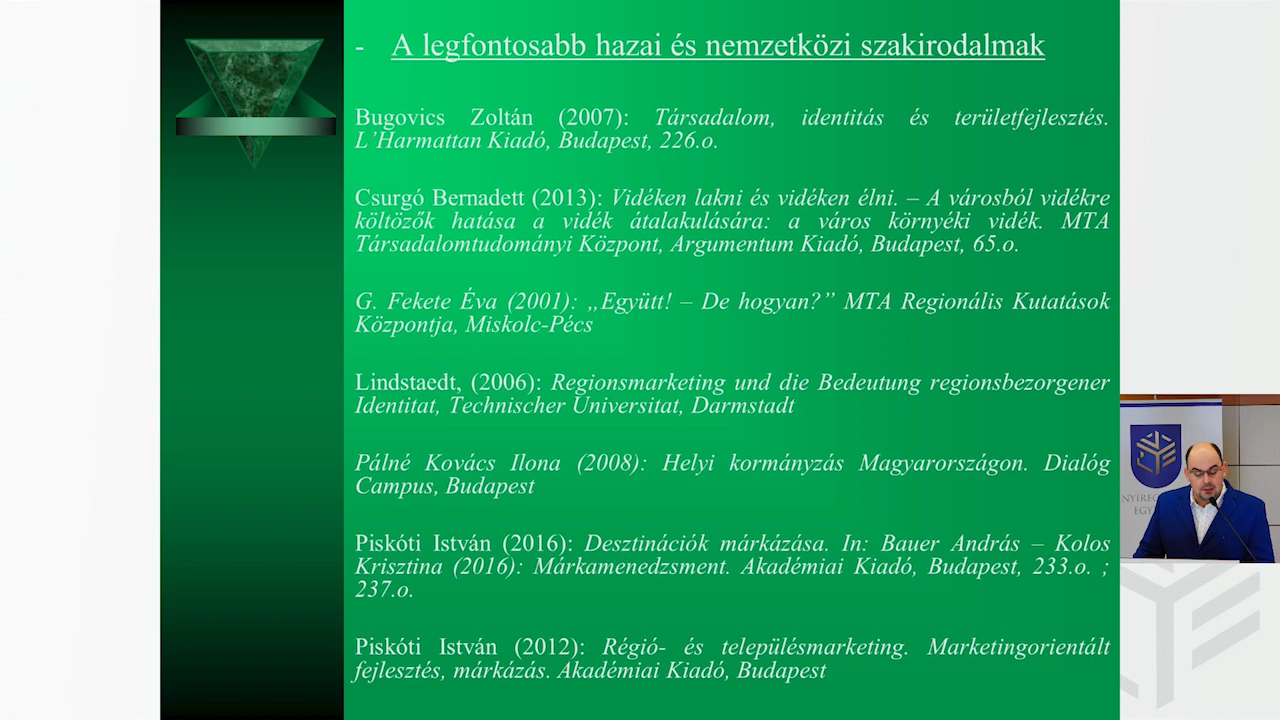 - A legfontosabb hazai és nemzetközi szakirodalmak
Bugovics Zoltán (2007): Társadalom, identitás és területfejlesztés.
L’Harmattan Kiadó, Budapest, 226.o.
Csurgó Bernadett (2013): Vidéken lakni és vidéken élni. – A városból vidékre
költözők hatása a vidék átalakulására: a város környéki vidék. MTA
Társadalomtudományi Központ, Argumentum Kiadó, Budapest, 65.o.
G. Fekete Éva (2001): „Együtt! – De hogyan?” MTA Regionális Kutatások
Központja, Miskolc-Pécs
Lindstaedt, (2006): Regionsmarketing und die Bedeutung regionsbezorgener
Identitat, Technischer Universitat, Darmstadt
Pálné Kovács Ilona (2008): Helyi kormányzás Magyarországon. Dialóg
Campus, Budapest
Piskóti István (2016): Desztinációk márkázása. In: Bauer András – Kolos
Krisztina (2016): Márkamenedzsment. Akadémiai Kiadó, Budapest, 233.o. ;
237.o.
Piskóti István (2012): Régió- és településmarketing. Marketingorientált
fejlesztés, márkázás. Akadémiai Kiadó, Budapest